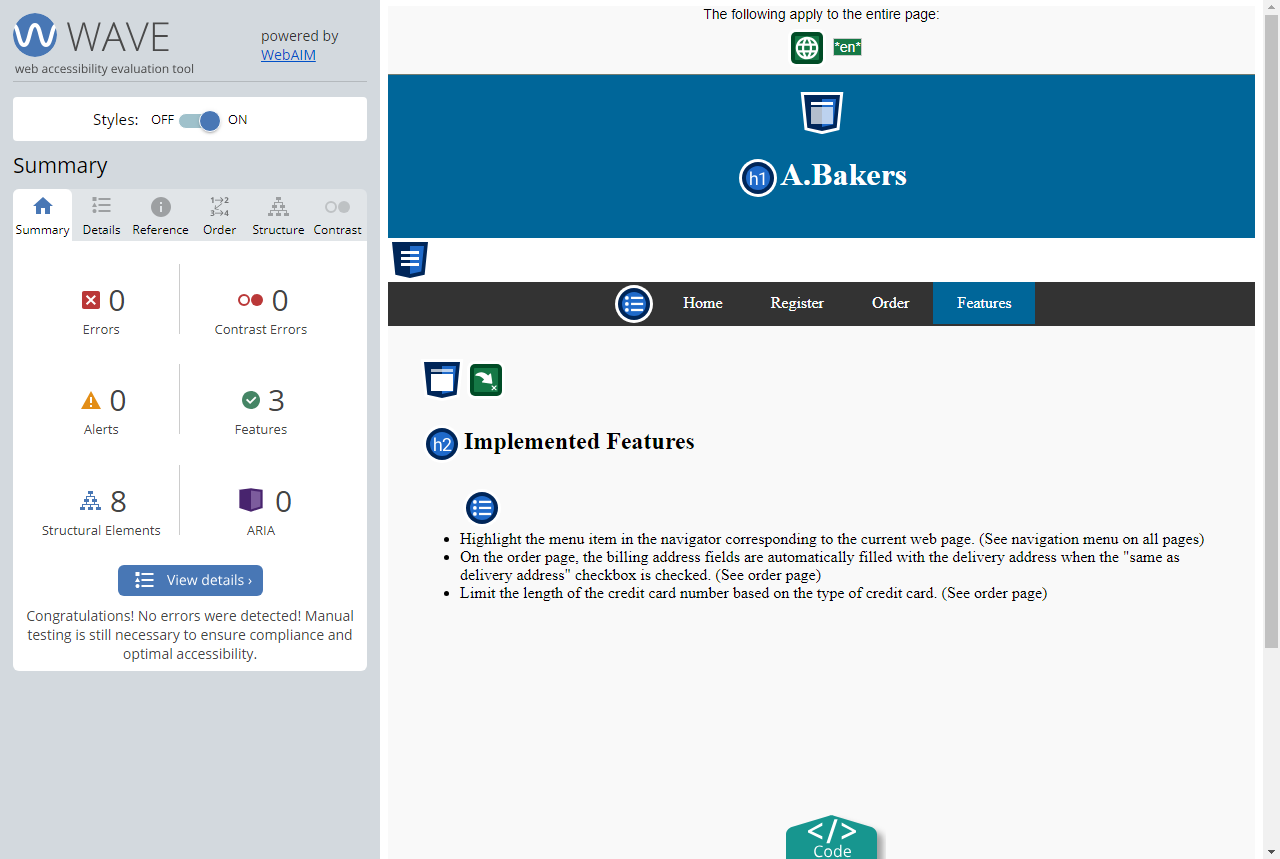 WAVE
web accessibility evaluation tool
powered by
WebAIM
Styles: OFF ON
Summary
Summary Details Reference Order Structure Contrast
1→2
3→4
0
Errors
0
Contrast Errors
0
Alerts
3
Features
8
Structural Elements
0
ARIA
View details ›
Congratulations! No errors were detected! Manual
testing is still necessary to ensure compliance and
optimal accessibility.
The following apply to the entire page:
*en*
h1 A.Bakers
Home Register Order Features
h2 Implemented Features
• Highlight the menu item in the navigator corresponding to the current web page. (See navigation menu on all pages)
• On the order page, the billing address fields are automatically filled with the delivery address when the "same as
delivery address" checkbox is checked. (See order page)
• Limit the length of the credit card number based on the type of credit card. (See order page)
</>
Code